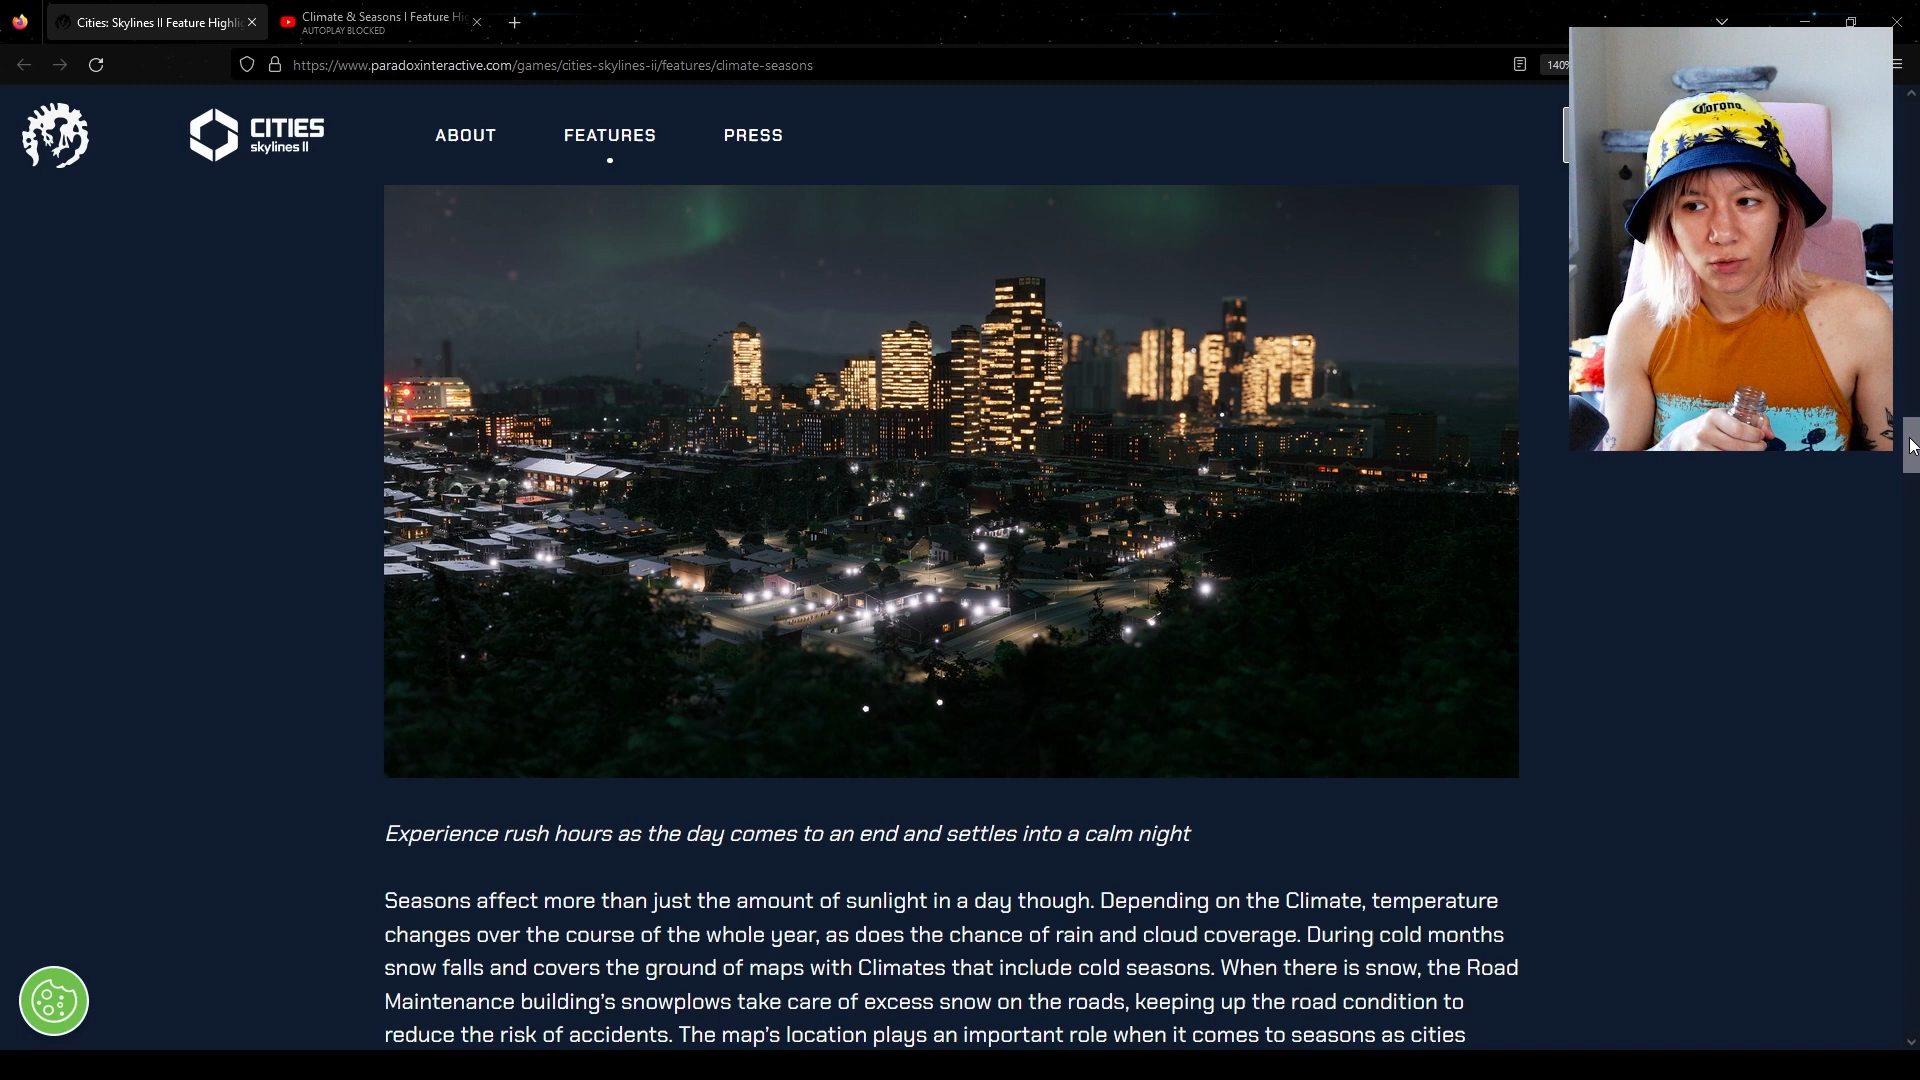 Cities: Skylines II Feature Highli
Climate & Seasons I Feature Hi
AUTOPLAY BLOCKED
https://www.paradoxinteractive.com/games/cities-skylines-ii/features/climate-seasons
140%
CITIES
skylines II
ABOUT
FEATURES
PRESS
Corona
Experience rush hours as the day comes to an end and settles into a calm night
Seasons affect more than just the amount of sunlight in a day though. Depending on the Climate, temperature
changes over the course of the whole year, as does the chance of rain and cloud coverage. During cold months
snow falls and covers the ground of maps with Climates that include cold seasons. When there is snow, the Road
Maintenance building's snowplows take care of excess snow on the roads, keeping up the road condition to
reduce the risk of accidents. The map's location plays an important role when it comes to seasons as cities